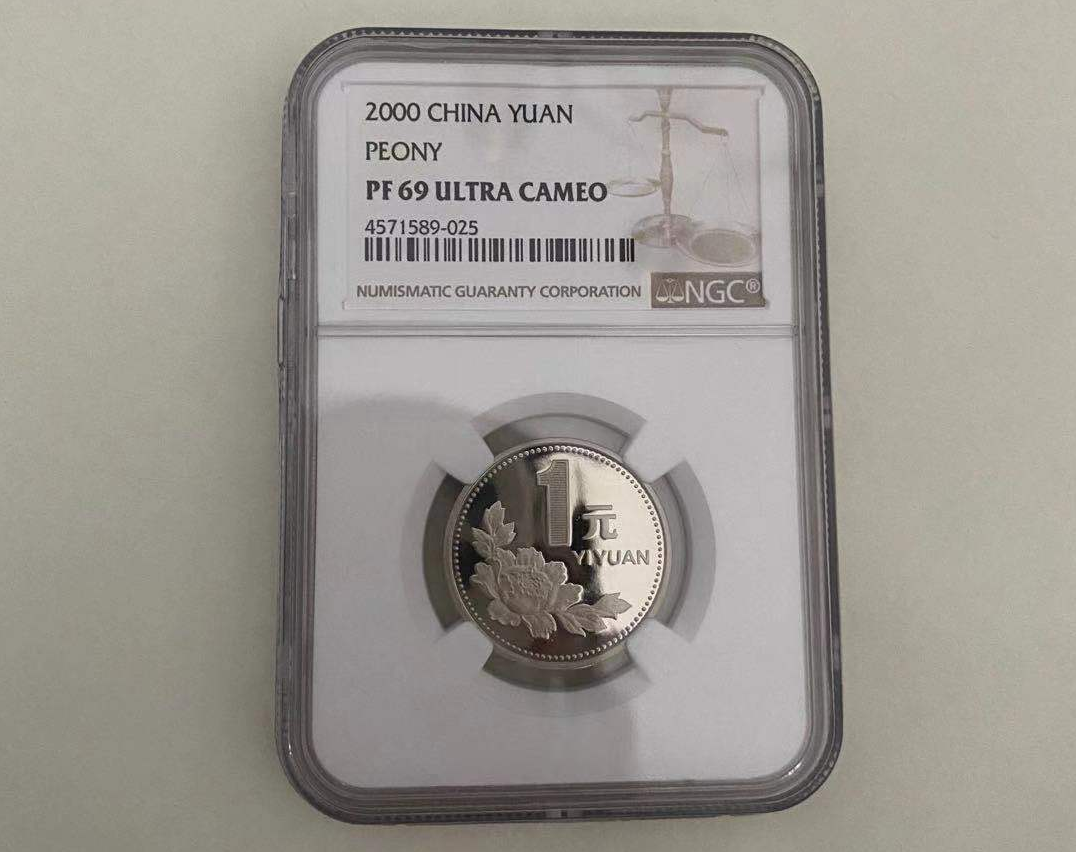 2000 CHINA YUAN
PEONY
PF 69 ULTRA CAMEO
4571589-025
NUMISMATIC GUARANTY CORPORATION NGC®
1元
YIYUAN